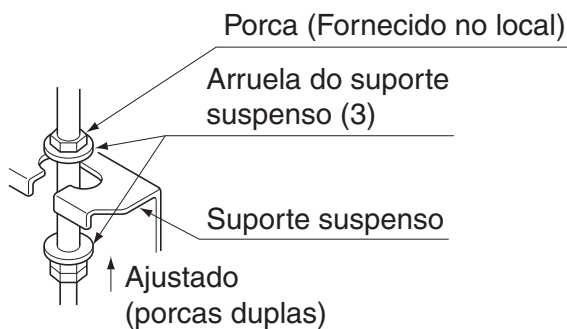 Porca (Fornecido no local)
Arruela do suporte
suspenso (3)
Suporte suspenso
Ajustado
(porcas duplas)